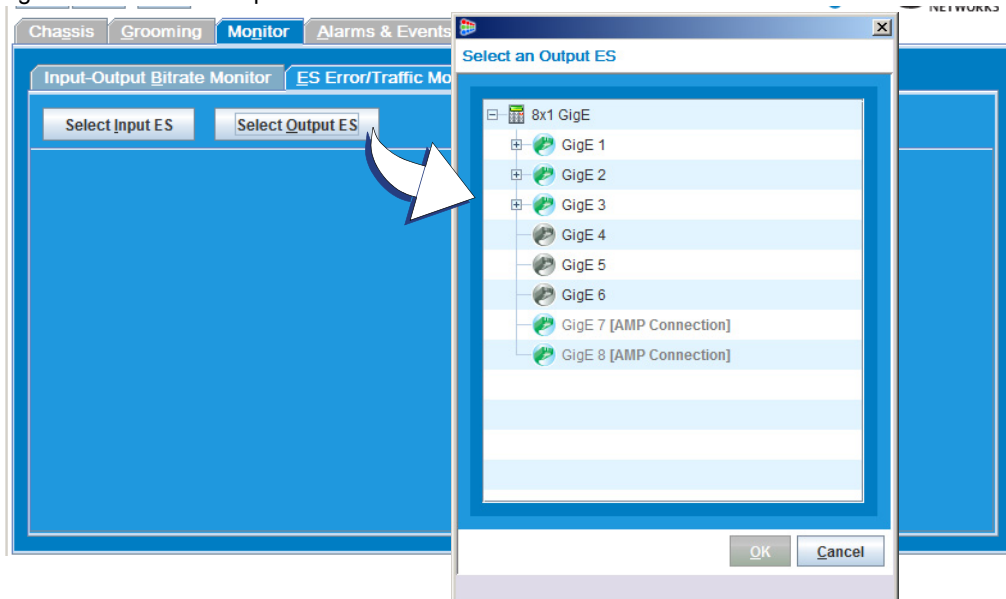 NETWORKS
Chassis Grooming Monitor Alarms & Events
Input-Output Bitrate Monitor ES Error/Traffic Mo
Select Input ES Select Output ES
Select an Output ES
8x1 GigE
GigE 1
GigE 2
GigE 3
GigE 4
GigE 5
GigE 6
GigE 7 [AMP Connection]
GigE 8 [AMP Connection]
OK Cancel